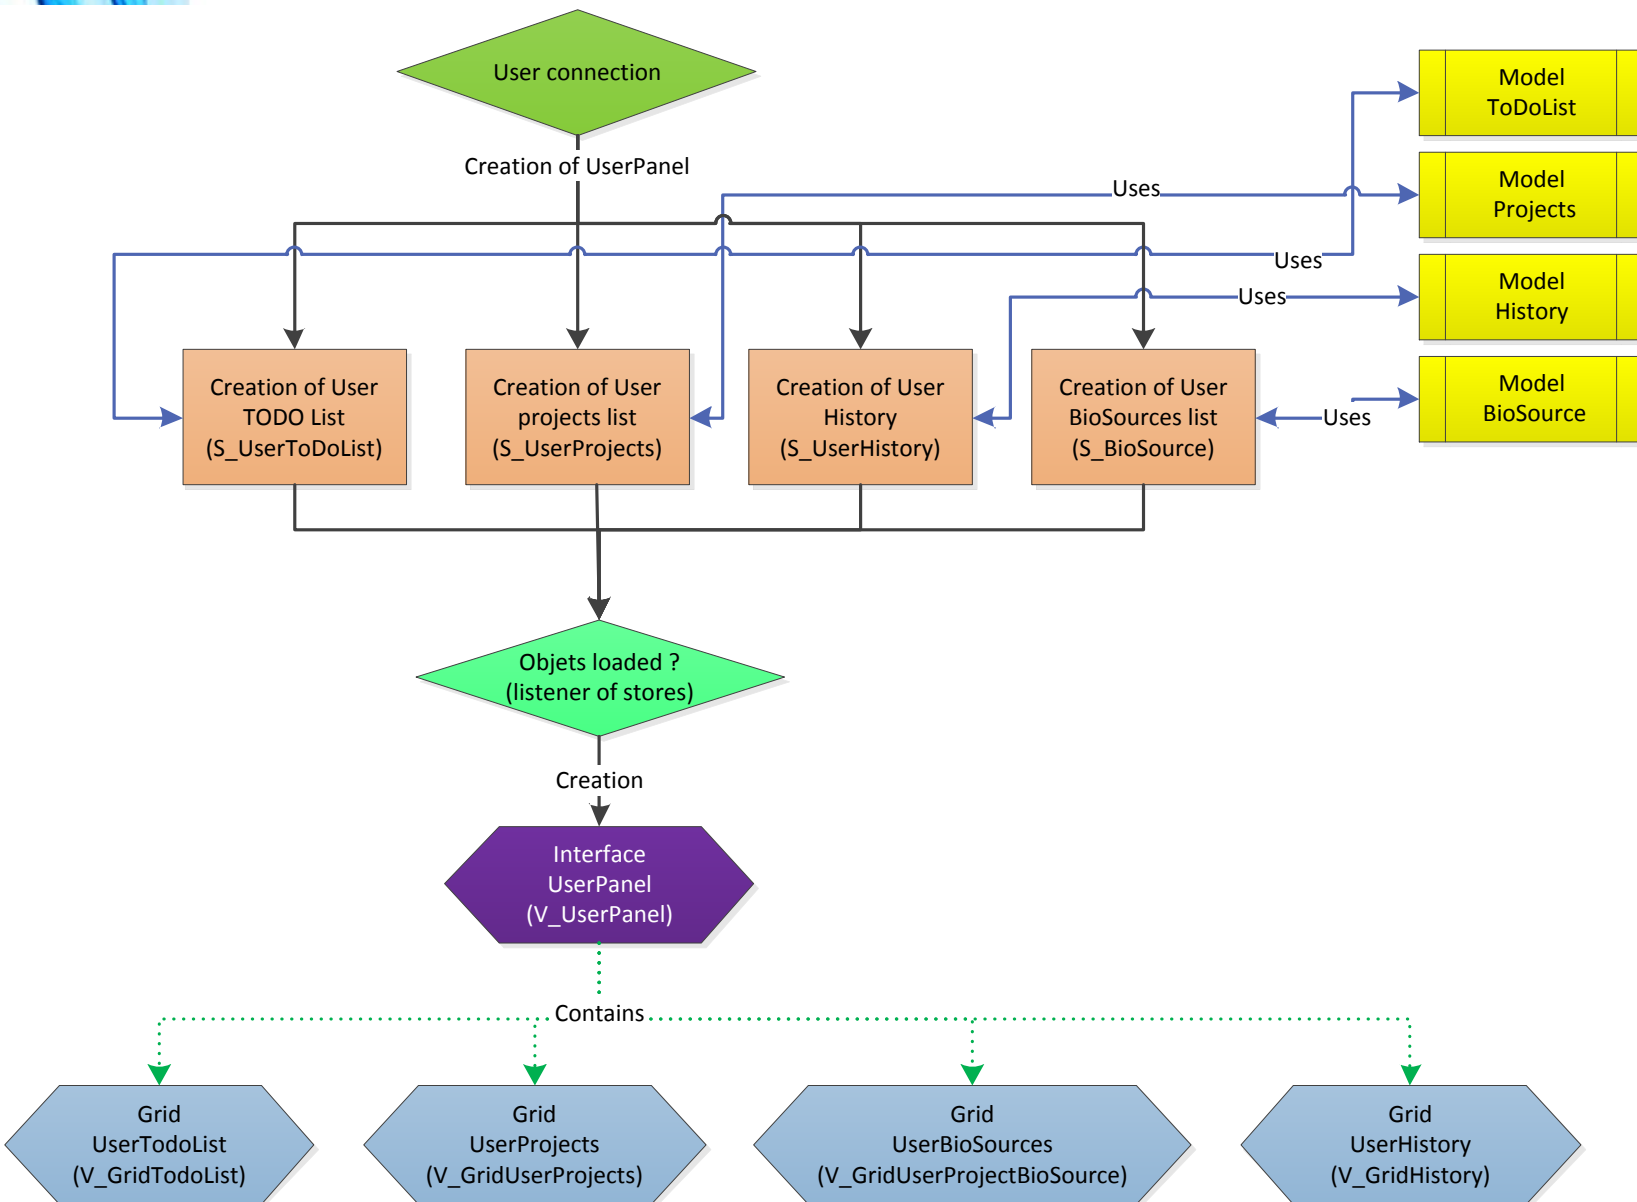 User connection
Creation of UserPanel
Model
ToDoList
Model
Projects
Model
History
Model
BioSource
Uses
Uses
Uses
Uses
Creation of User
TODO List
(S_UserToDoList)
Creation of User
projects list
(S_UserProjects)
Creation of User
History
(S_UserHistory)
Creation of User
BioSources list
(S_BioSource)
Objets loaded ?
(listener of stores)
Creation
Interface
UserPanel
(V_UserPanel)
Contains
Grid
UserTodoList
(V_GridTodoList)
Grid
UserProjects
(V_GridUserProjects)
Grid
UserBioSources
(V_GridUserProjectBioSource)
Grid
UserHistory
(V_GridHistory)